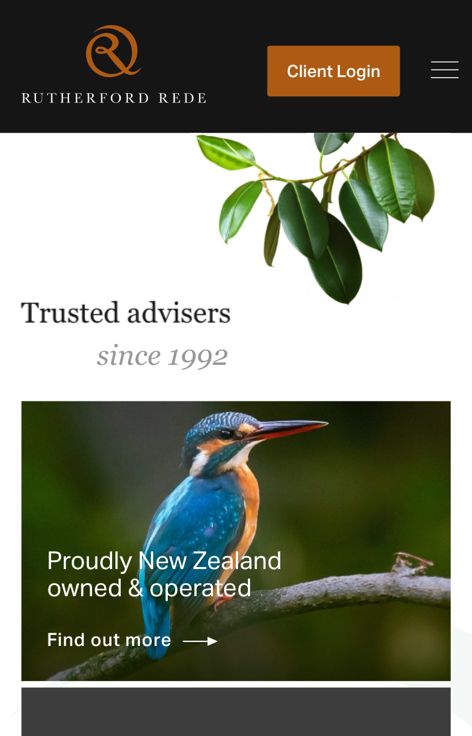 RUTHERFORD REDE
Client Login
Trusted advisers
since 1992
Proudly New Zealand
owned & operated
Find out more